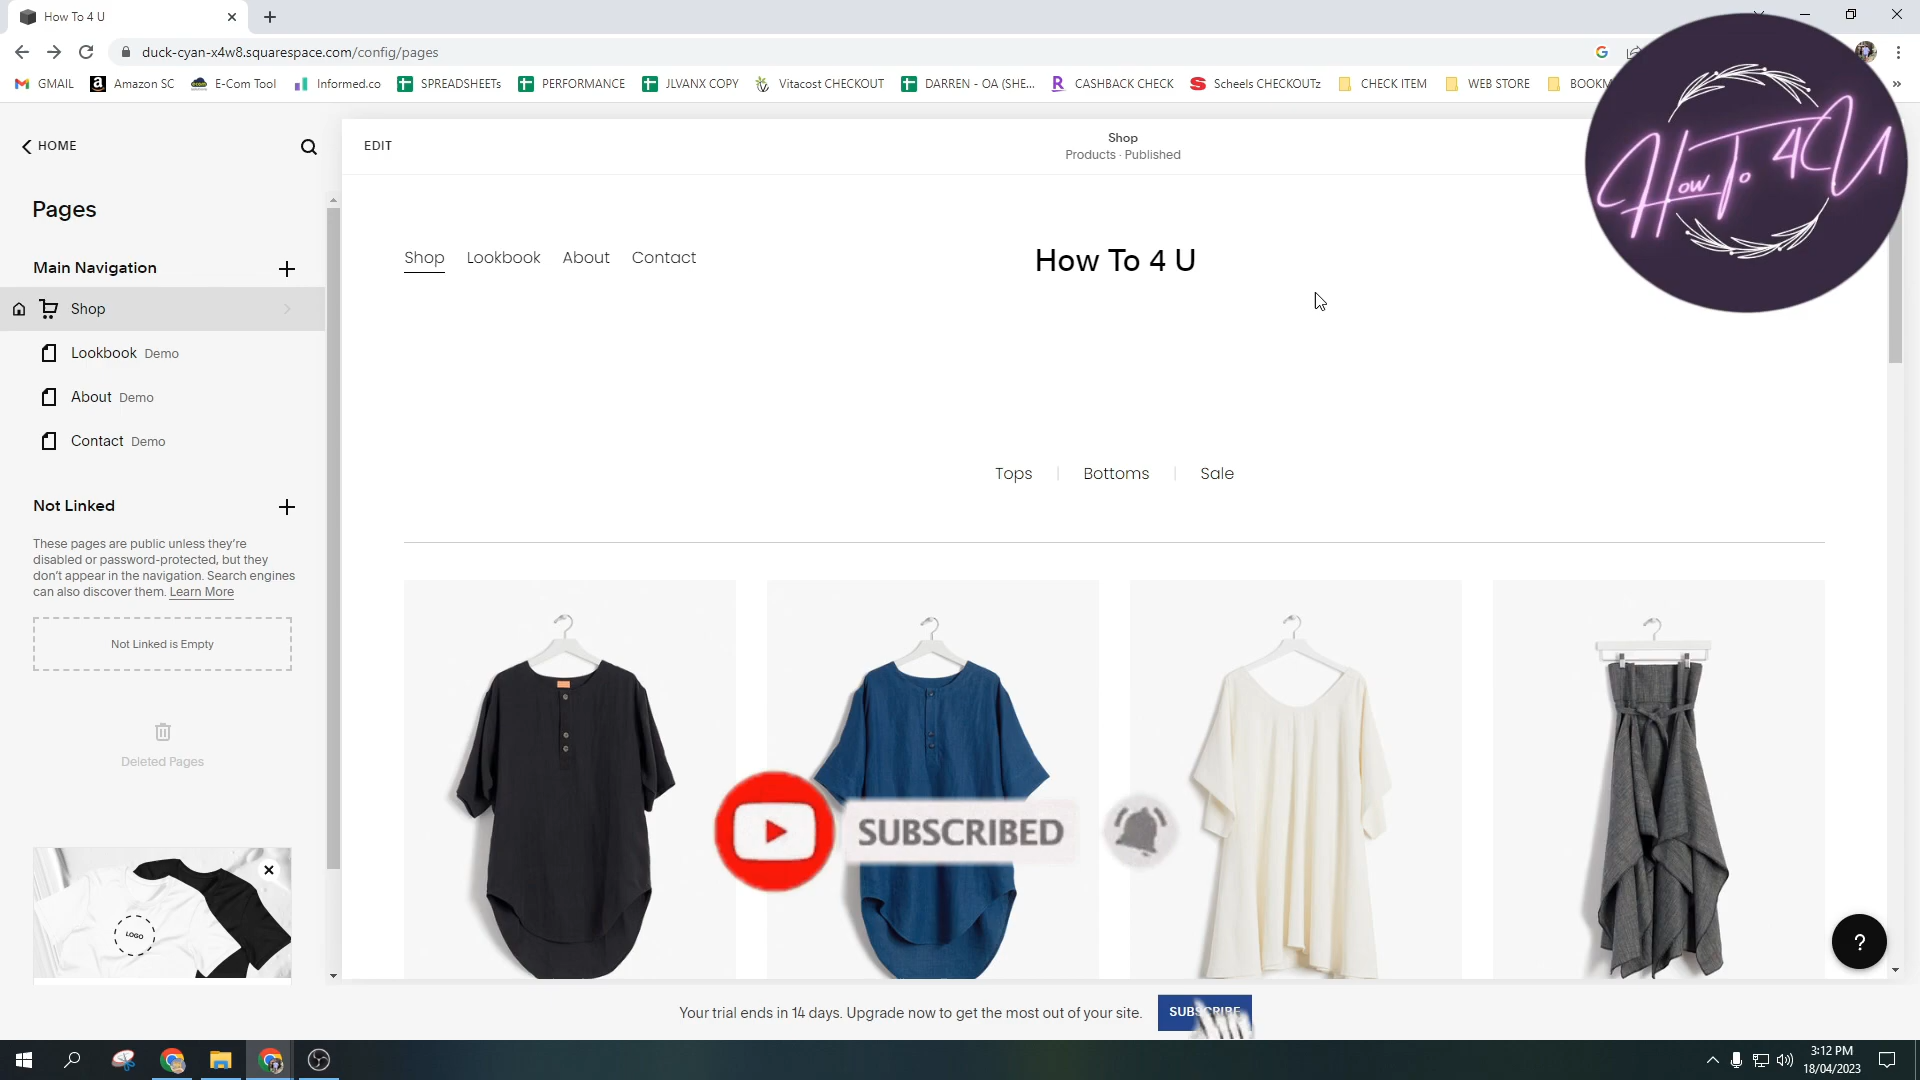 How To 4 U
duck-cyan-x4w8.squarespace.com/config/pages
GMAIL
Amazon SC
E-Com Tool
Informed.co
SPREADSHEETs
PERFORMANCE
JLVANX COPY
Vitacost CHECKOUT
DARREN - OA (SHE...
CASHBACK CHECK
Scheels CHECKOUTz
CHECK ITEM
WEB STORE
How To 4U
HOME
EDIT
Shop
Products · Published
Pages
Main Navigation
Shop
Lookbook Demo
About Demo
Contact Demo
Not Linked
These pages are public unless they're
disabled or password-protected, but they
don't appear in the navigation. Search engines
can also discover them. Learn More
Not Linked is Empty
Deleted Pages
LOGO
Shop
Lookbook
About
Contact
How To 4 U
Tops
Bottoms
Sale
SUBSCRIBED
?
Your trial ends in 14 days. Upgrade now to get the most out of your site.
SUBSCRIBE
3:12 PM
18/04/2023